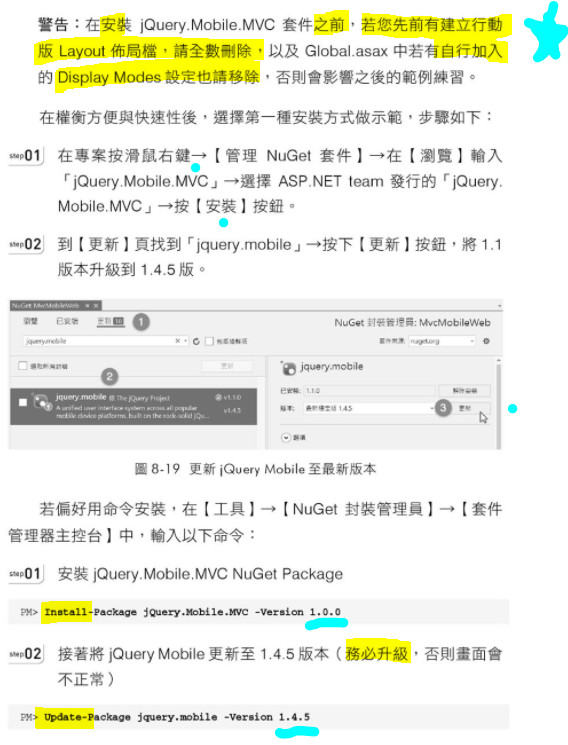 警告：在安裝 jQuery.Mobile.MVC 套件之前，若您先前有建立行動
版 Layout 佈局檔，請全數刪除，以及 Global.asax 中若有自行加入
的 Display Modes 設定也請移除，否則會影響之後的範例練習。
在權衡方便與快速性後，選擇第一種安裝方式做示範，步驟如下：
step01 在專案按滑鼠右鍵→【管理 NuGet 套件】→在【瀏覽】輸入
「jQuery.Mobile.MVC」→選擇 ASP.NET team 發行的「jQuery.
Mobile.MVC」→按【安裝】按鈕。
step02 到【更新】頁找到「jquery.mobile」→按下【更新】按鈕，將 1.1
版本升級到 1.4.5 版。
NuGet: MvcMobileWeb
瀏覽 已安裝 更新 10 1
NuGet 封裝管理員: MvcMobileWeb
jquery.mobile
包括搶鮮版
套件來源: nuget.org
選取所有封裝
更新
2
jquery.mobile
jquery.mobile 由 The jQuery Project
v1.1.0
A unified user interface system across all popular
v1.4.5
mobile device platforms, built on the rock-solid jQu...
已安裝: 1.1.0
解除安裝
版本: 最新穩定版 1.4.5
3
更新
選項
圖 8-19 更新 jQuery Mobile 至最新版本
若偏好用命令安裝，在【工具】→【NuGet 封裝管理員】→【套件
管理器主控台】中，輸入以下命令：
step01 安裝 jQuery.Mobile.MVC NuGet Package
PM> Install-Package jQuery.Mobile.MVC -Version 1.0.0
step02 接著將 jQuery Mobile 更新至 1.4.5 版本（務必升級，否則畫面會
不正常）
PM> Update-Package jquery.mobile -Version 1.4.5